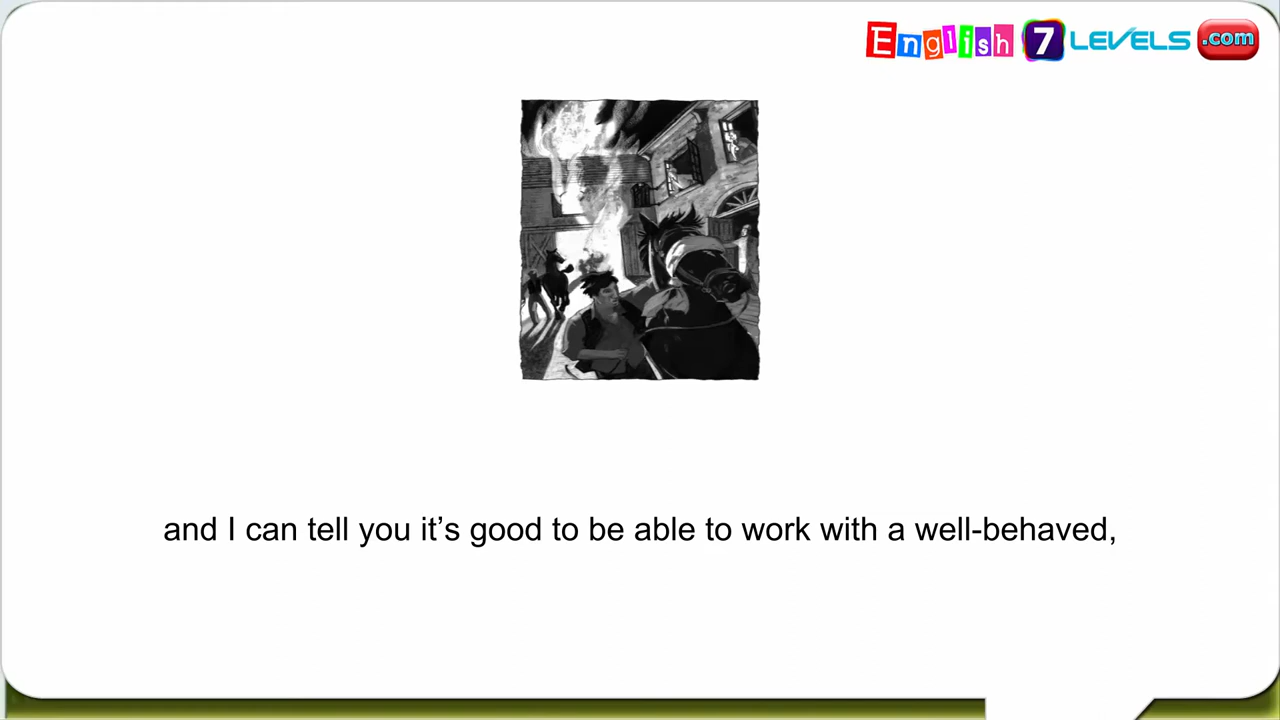 English 7 LEVELS .com
and I can tell you it’s good to be able to work with a well-behaved,